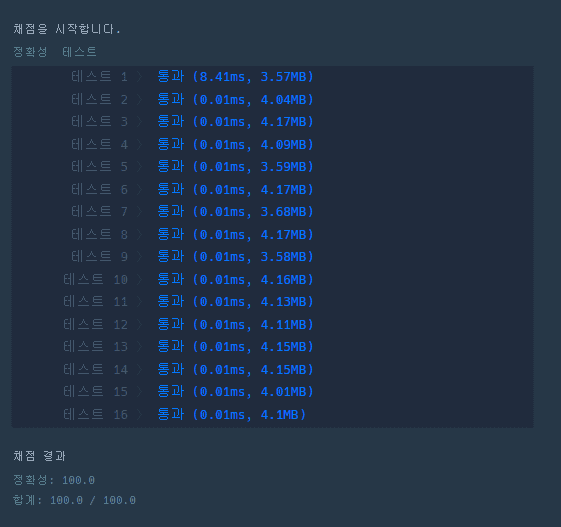 채점을 시작합니다.
정확성 테스트
테스트 1 〉 통과 (8.41ms, 3.57MB)
테스트 2 〉 통과 (0.01ms, 4.04MB)
테스트 3 〉 통과 (0.01ms, 4.17MB)
테스트 4 〉 통과 (0.01ms, 4.09MB)
테스트 5 〉 통과 (0.01ms, 3.59MB)
테스트 6 〉 통과 (0.01ms, 4.17MB)
테스트 7 〉 통과 (0.01ms, 3.68MB)
테스트 8 〉 통과 (0.01ms, 4.17MB)
테스트 9 〉 통과 (0.01ms, 3.58MB)
테스트 10 〉 통과 (0.01ms, 4.16MB)
테스트 11 〉 통과 (0.01ms, 4.13MB)
테스트 12 〉 통과 (0.01ms, 4.11MB)
테스트 13 〉 통과 (0.01ms, 4.15MB)
테스트 14 〉 통과 (0.01ms, 4.15MB)
테스트 15 〉 통과 (0.01ms, 4.01MB)
테스트 16 〉 통과 (0.01ms, 4.1MB)
채점 결과
정확성: 100.0
합계: 100.0 / 100.0